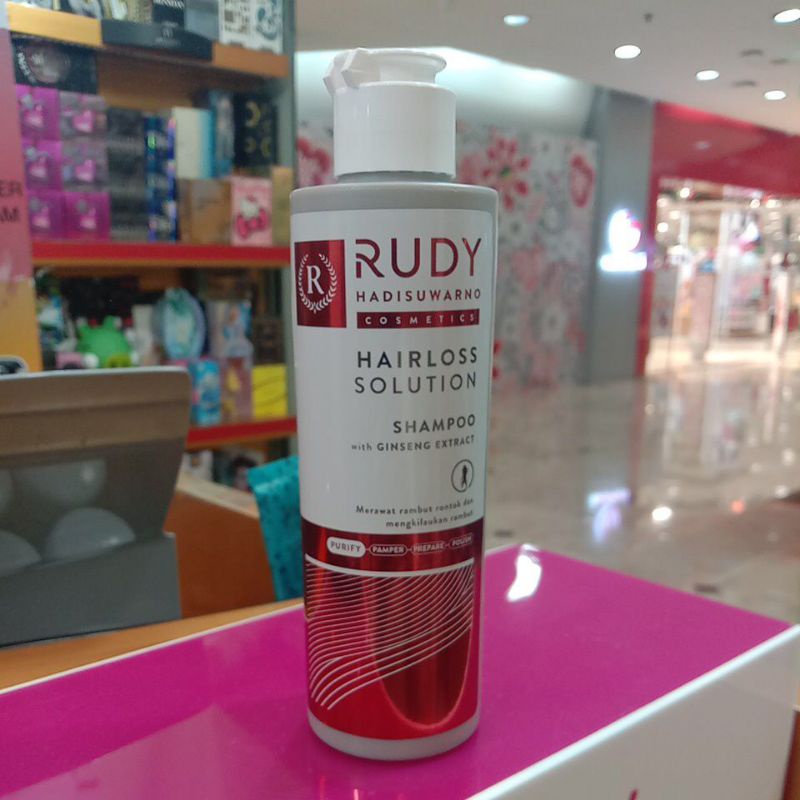 R
RUDY
HADISUWARNO
COSMETICS
HAIRLOSS
SOLUTION
SHAMPOO
with GINSENG EXTRACT
Merawat rambut rontok dan
mengkilaukan rambut
PURIFY PAMPER PREPARE POLISH